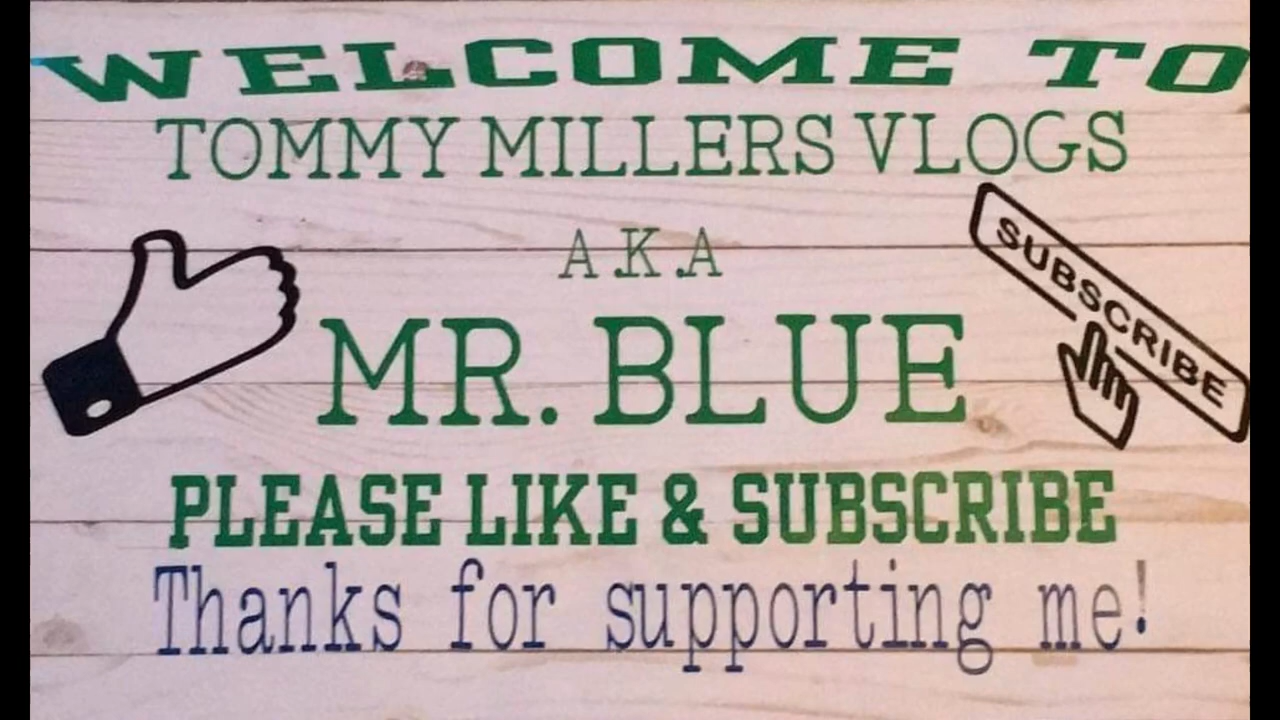 WELCOME TO
TOMMY MILLERS VLOGS
A.K.A
MR. BLUE
SUBSCRIBE
PLEASE LIKE & SUBSCRIBE
Thanks for supporting me!